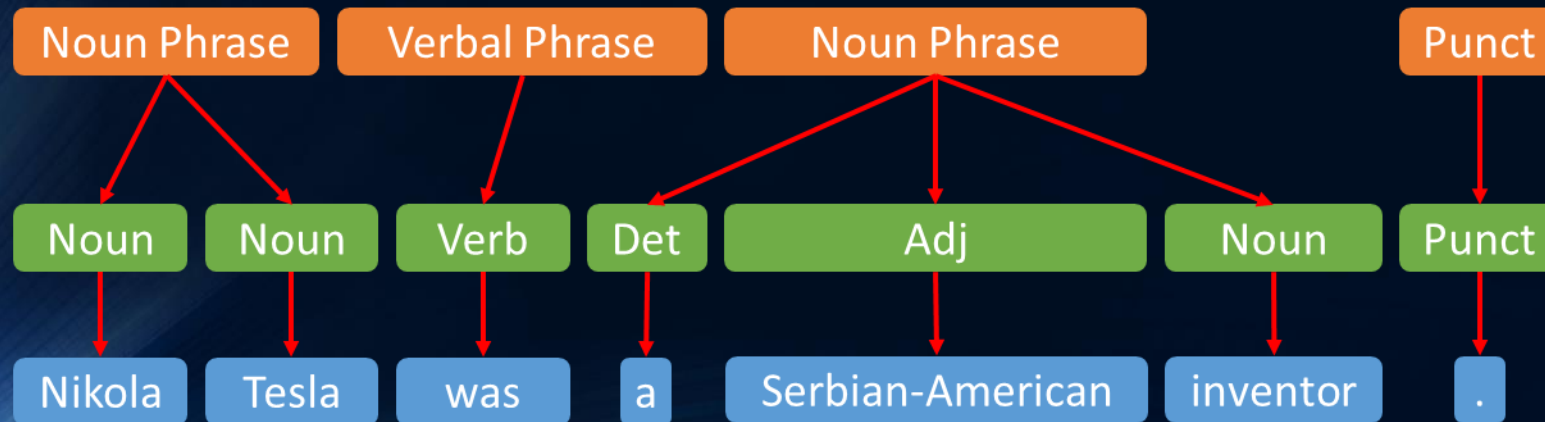 Noun Phrase Verbal Phrase Noun Phrase Punct
Noun Noun Verb Det Adj Noun Punct
Nikola Tesla was a Serbian-American inventor .